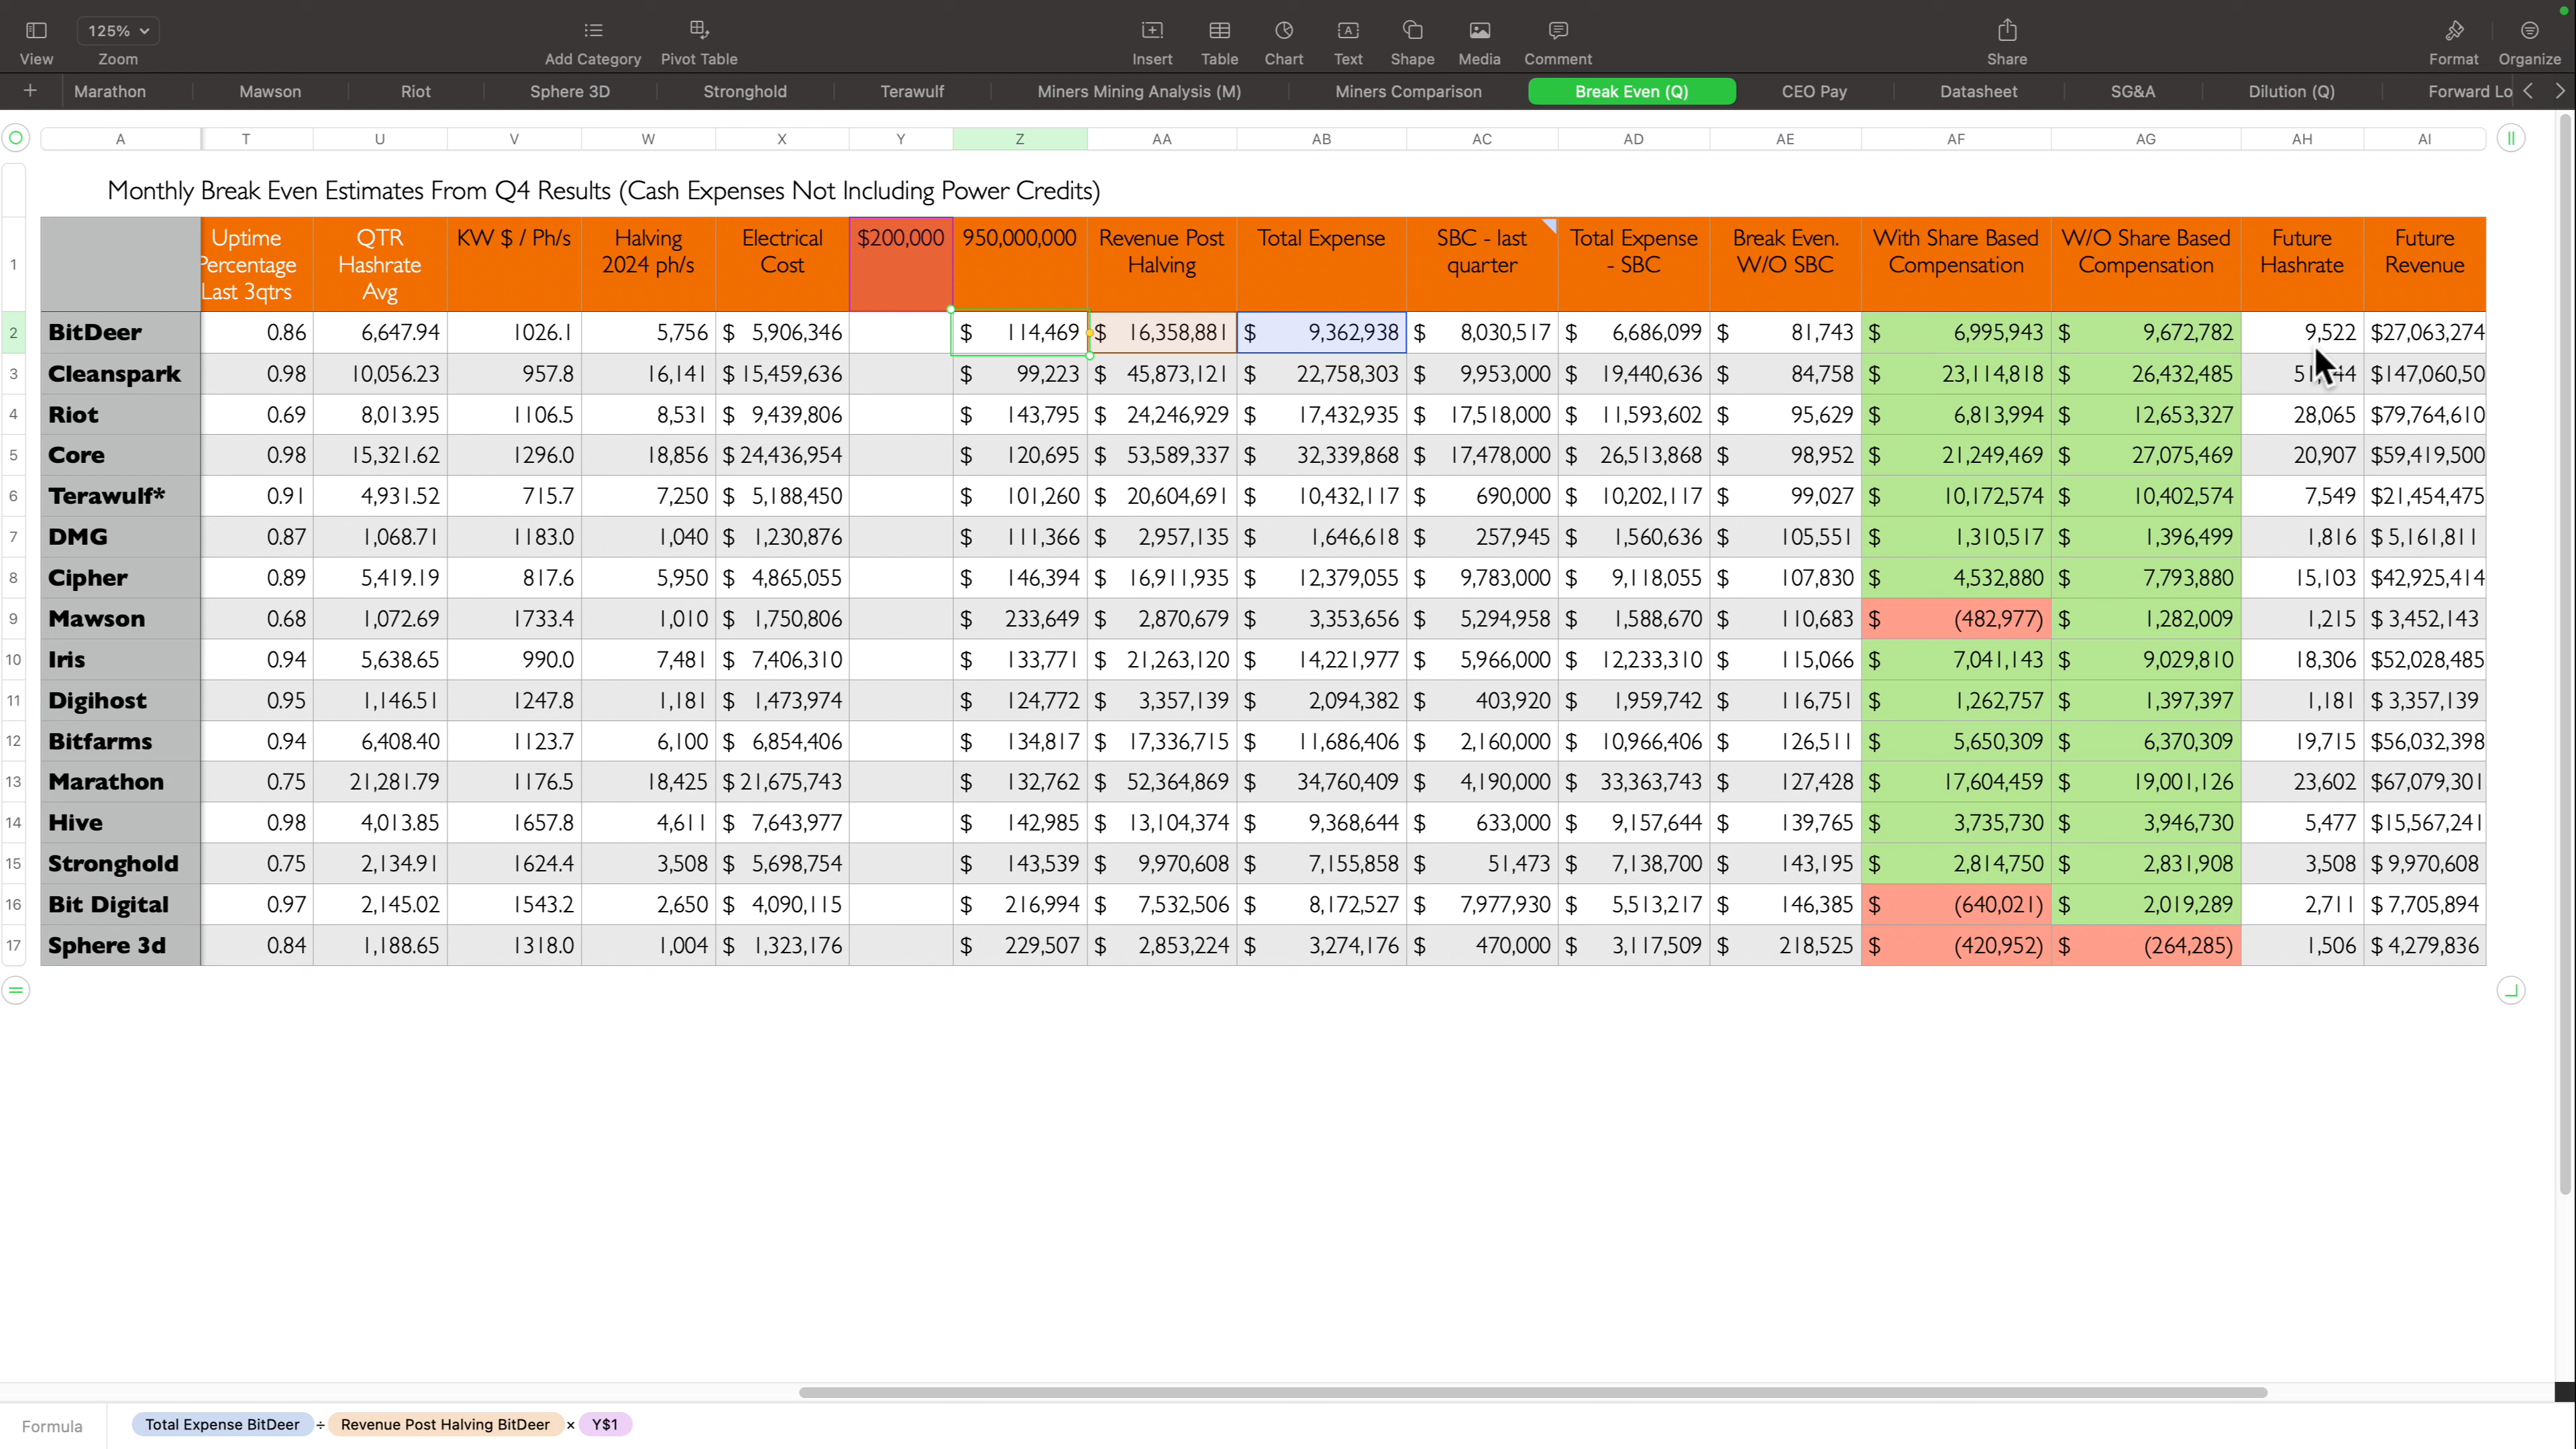 125%
View Zoom Add Category Pivot Table Insert Table Chart Text Shape Media Comment Share Format Organize
Marathon Mawson Riot Sphere 3D Stronghold Terawulf Miners Mining Analysis (M) Miners Comparison Break Even (Q) CEO Pay Datasheet SG&A Dilution (Q) Forward Lo
A T U V W X Y Z AA AB AC AD AE AF AG AH AI
Monthly Break Even Estimates From Q4 Results (Cash Expenses Not Including Power Credits)
Uptime QTR KW $ / Ph/s Halving Electrical $200,000 950,000,000 Revenue Post Total Expense SBC - last Total Expense Break Even. With Share Based W/O Share Based Future Future
1 Percentage Hashrate 2024 ph/s Cost Halving quarter - SBC W/O SBC Compensation Compensation Hashrate Revenue
Last 3qtrs Avg
2 BitDeer 0.86 6,647.94 1026.1 5,756 $ 5,906,346 $ 114,469 $ 16,358,881 $ 9,362,938 $ 8,030,517 $ 6,686,099 $ 81,743 $ 6,995,943 $ 9,672,782 9,522 $27,063,274
3 Cleanspark 0.98 10,056.23 957.8 16,141 $ 15,459,636 $ 99,223 $ 45,873,121 $ 22,758,303 $ 9,953,000 $ 19,440,636 $ 84,758 $ 23,114,818 $ 26,432,485 $147,060,50
4 Riot 0.69 8,013.95 1106.5 8,531 $ 9,439,806 $ 143,795 $ 24,246,929 $ 17,432,935 $ 17,518,000 $ 11,593,602 $ 95,629 $ 6,813,994 $ 12,653,327 28,065 $79,764,610
5 Core 0.98 15,321.62 1296.0 18,856 $ 24,436,954 $ 120,695 $ 53,589,337 $ 32,339,868 $ 17,478,000 $ 26,513,868 $ 98,952 $ 21,249,469 $ 27,075,469 20,907 $59,419,500
6 Terawulf* 0.91 4,931.52 715.7 7,250 $ 5,188,450 $ 101,260 $ 20,604,691 $ 10,432,117 $ 690,000 $ 10,202,117 $ 99,027 $ 10,172,574 $ 10,402,574 7,549 $21,454,475
7 DMG 0.87 1,068.71 1183.0 1,040 $ 1,230,876 $ 111,366 $ 2,957,135 $ 1,646,618 $ 257,945 $ 1,560,636 $ 105,551 $ 1,310,517 $ 1,396,499 1,816 $ 5,161,811
8 Cipher 0.89 5,419.19 817.6 5,950 $ 4,865,055 $ 146,394 $ 16,911,935 $ 12,379,055 $ 9,783,000 $ 9,118,055 $ 107,830 $ 4,532,880 $ 7,793,880 15,103 $42,925,414
9 Mawson 0.68 1,072.69 1733.4 1,010 $ 1,750,806 $ 233,649 $ 2,870,679 $ 3,353,656 $ 5,294,958 $ 1,588,670 $ 110,683 $ (482,977) $ 1,282,009 1,215 $ 3,452,143
10 Iris 0.94 5,638.65 990.0 7,481 $ 7,406,310 $ 133,771 $ 21,263,120 $ 14,221,977 $ 5,966,000 $ 12,233,310 $ 115,066 $ 7,041,143 $ 9,029,810 18,306 $52,028,485
11 Digihost 0.95 1,146.51 1247.8 1,181 $ 1,473,974 $ 124,772 $ 3,357,139 $ 2,094,382 $ 403,920 $ 1,959,742 $ 116,751 $ 1,262,757 $ 1,397,397 1,181 $ 3,357,139
12 Bitfarms 0.94 6,408.40 1123.7 6,100 $ 6,854,406 $ 134,817 $ 17,336,715 $ 11,686,406 $ 2,160,000 $ 10,966,406 $ 126,511 $ 5,650,309 $ 6,370,309 19,715 $56,032,398
13 Marathon 0.75 21,281.79 1176.5 18,425 $ 21,675,743 $ 132,762 $ 52,364,869 $ 34,760,409 $ 4,190,000 $ 33,363,743 $ 127,428 $ 17,604,459 $ 19,001,126 23,602 $67,079,301
14 Hive 0.98 4,013.85 1657.8 4,611 $ 7,643,977 $ 142,985 $ 13,104,374 $ 9,368,644 $ 633,000 $ 9,157,644 $ 139,765 $ 3,735,730 $ 3,946,730 5,477 $15,567,241
15 Stronghold 0.75 2,134.91 1624.4 3,508 $ 5,698,754 $ 143,539 $ 9,970,608 $ 7,155,858 $ 51,473 $ 7,138,700 $ 143,195 $ 2,814,750 $ 2,831,908 3,508 $ 9,970,608
16 Bit Digital 0.97 2,145.02 1543.2 2,650 $ 4,090,115 $ 216,994 $ 7,532,506 $ 8,172,527 $ 7,977,930 $ 5,513,217 $ 146,385 $ (640,021) $ 2,019,289 2,711 $ 7,705,894
17 Sphere 3d 0.84 1,188.65 1318.0 1,004 $ 1,323,176 $ 229,507 $ 2,853,224 $ 3,274,176 $ 470,000 $ 3,117,509 $ 218,525 $ (420,952) $ (264,285) 1,506 $ 4,279,836
Formula Total Expense BitDeer ÷ Revenue Post Halving BitDeer × Y$1